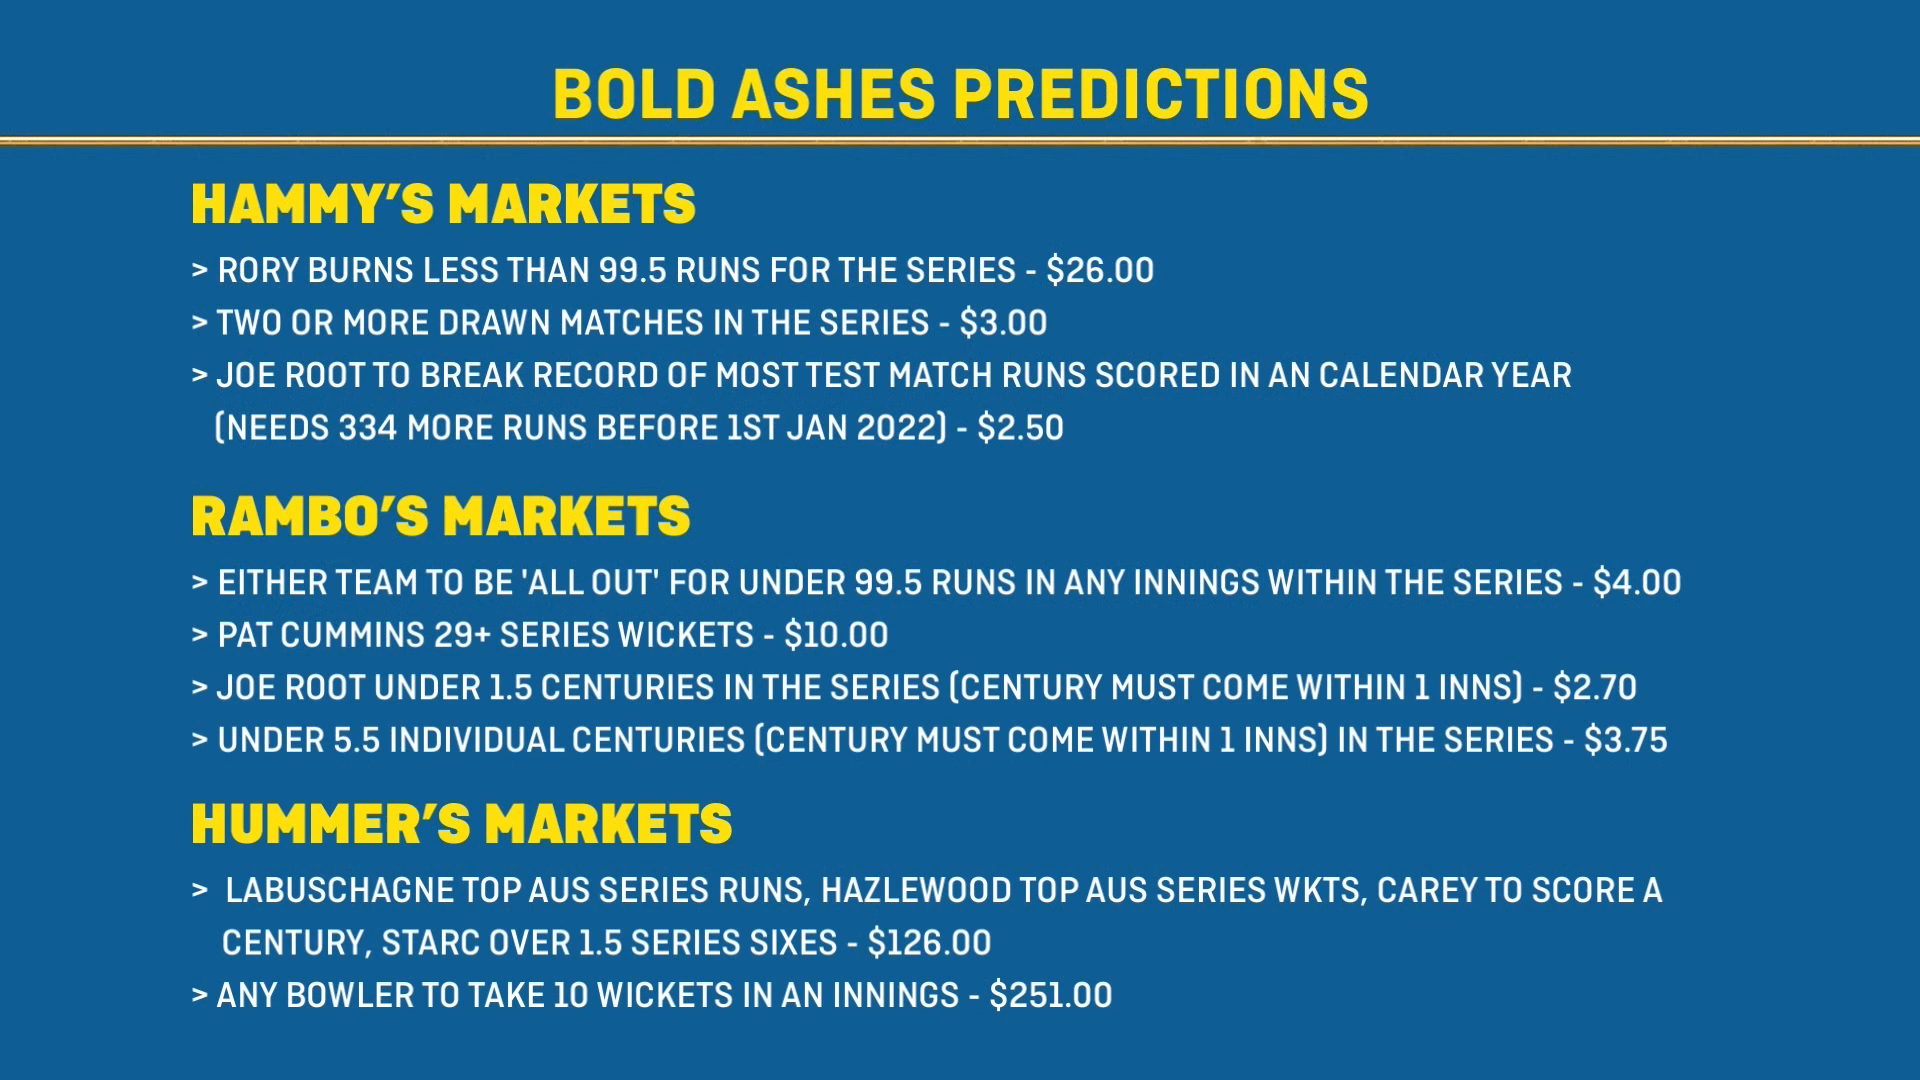 BOLD ASHES PREDICTIONS
HAMMY'S MARKETS
> RORY BURNS LESS THAN 99.5 RUNS FOR THE SERIES - $26.00
> TWO OR MORE DRAWN MATCHES IN THE SERIES - $3.00
> JOE ROOT TO BREAK RECORD OF MOST TEST MATCH RUNS SCORED IN AN CALENDAR YEAR
(NEEDS 334 MORE RUNS BEFORE 1ST JAN 2022) - $2.50
RAMBO'S MARKETS
> EITHER TEAM TO BE 'ALL OUT' FOR UNDER 99.5 RUNS IN ANY INNINGS WITHIN THE SERIES - $4.00
> PAT CUMMINS 29+ SERIES WICKETS - $10.00
> JOE ROOT UNDER 1.5 CENTURIES IN THE SERIES (CENTURY MUST COME WITHIN 1 INNS) - $2.70
> UNDER 5.5 INDIVIDUAL CENTURIES (CENTURY MUST COME WITHIN 1 INNS) IN THE SERIES - $3.75
HUMMER'S MARKETS
> LABUSCHAGNE TOP AUS SERIES RUNS, HAZLEWOOD TOP AUS SERIES WKTS, CAREY TO SCORE A
CENTURY, STARC OVER 1.5 SERIES SIXES - $126.00
> ANY BOWLER TO TAKE 10 WICKETS IN AN INNINGS - $251.00